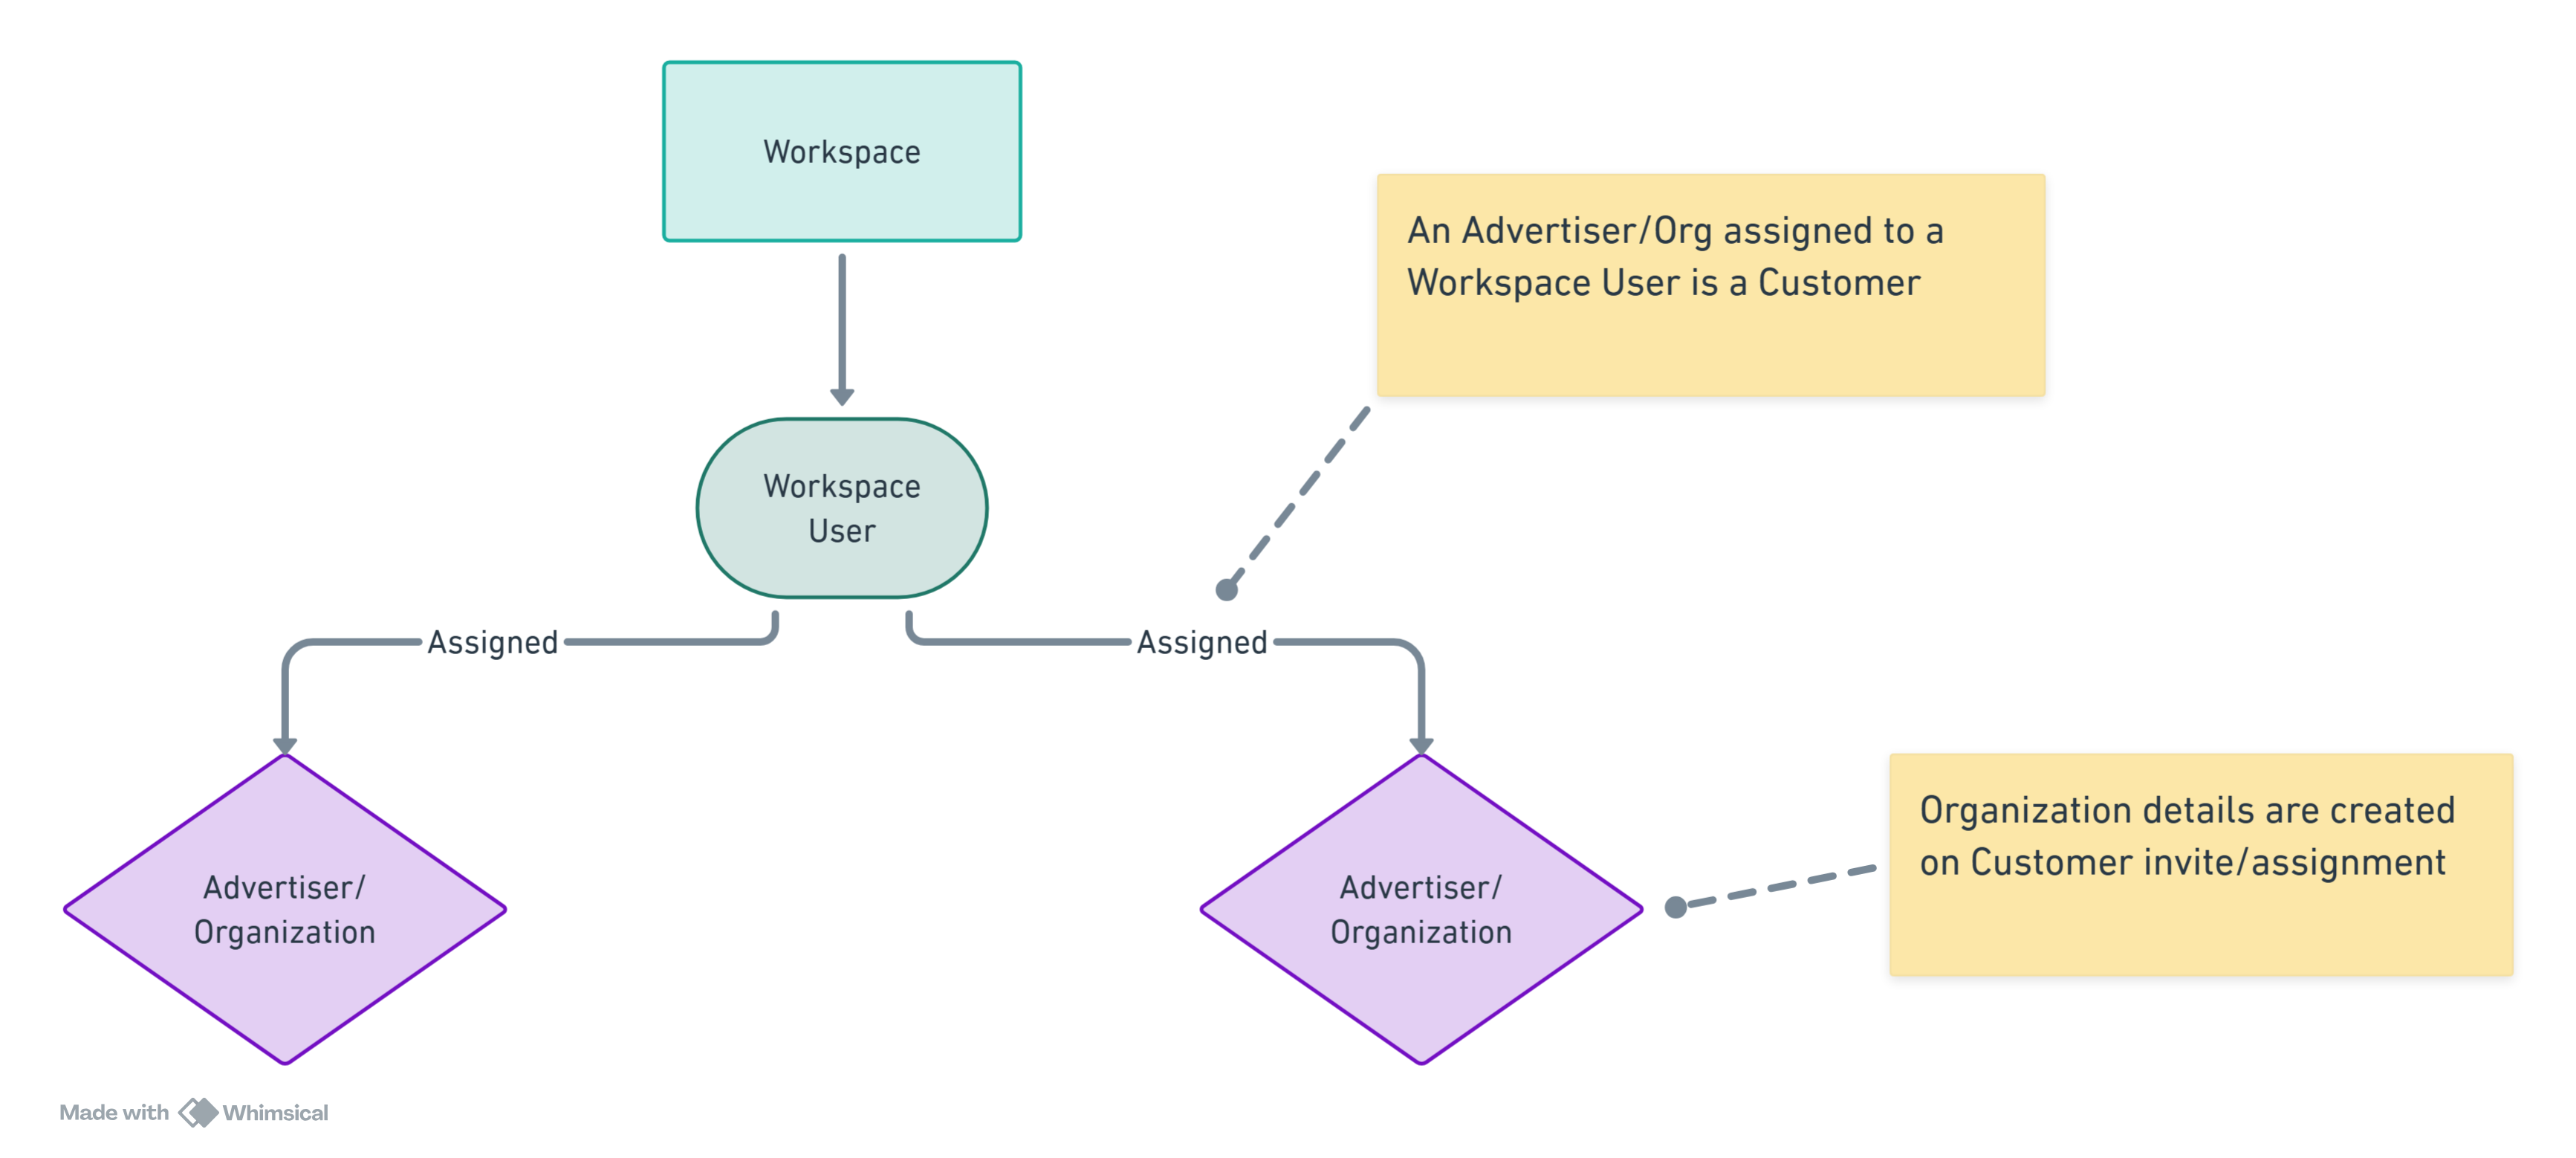 Workspace
An Advertiser/Org assigned to a
Workspace User is a Customer
Workspace
User
Assigned
Assigned
Organization details are created
on Customer invite/assignment
Advertiser/
Organization
Advertiser/
Organization
Made with Whimsical